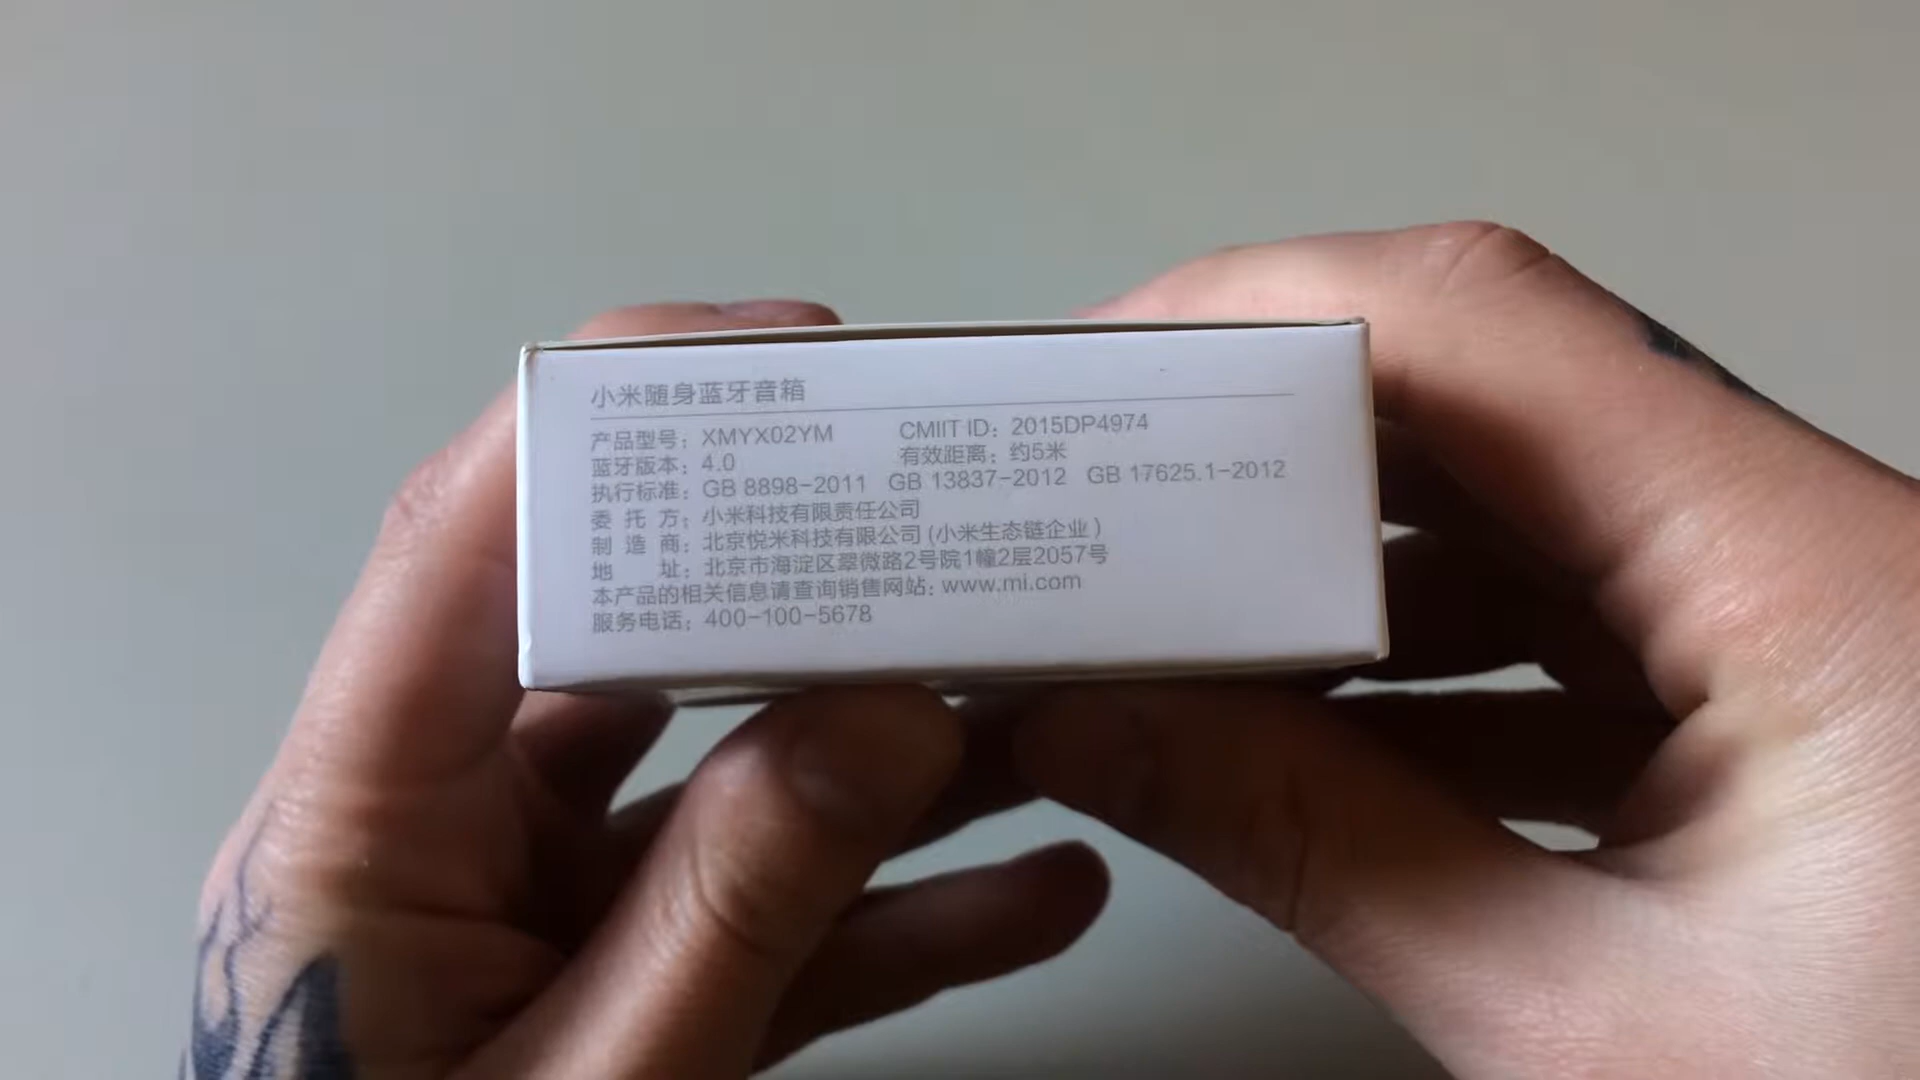 小米随身蓝牙音箱
产品型号：XMYX02YM CMIIT ID：2015DP4974
蓝牙版本：4.0 有效距离：约5米
执行标准：GB 8898-2011 GB 13837-2012 GB 17625.1-2012
委托方：小米科技有限责任公司
制造商：北京悦米科技有限公司 (小米生态链企业)
地址：北京市海淀区翠微路2号院1幢2层2057号
本产品的相关信息请查询销售网站：www.mi.com
服务电话：400-100-5678